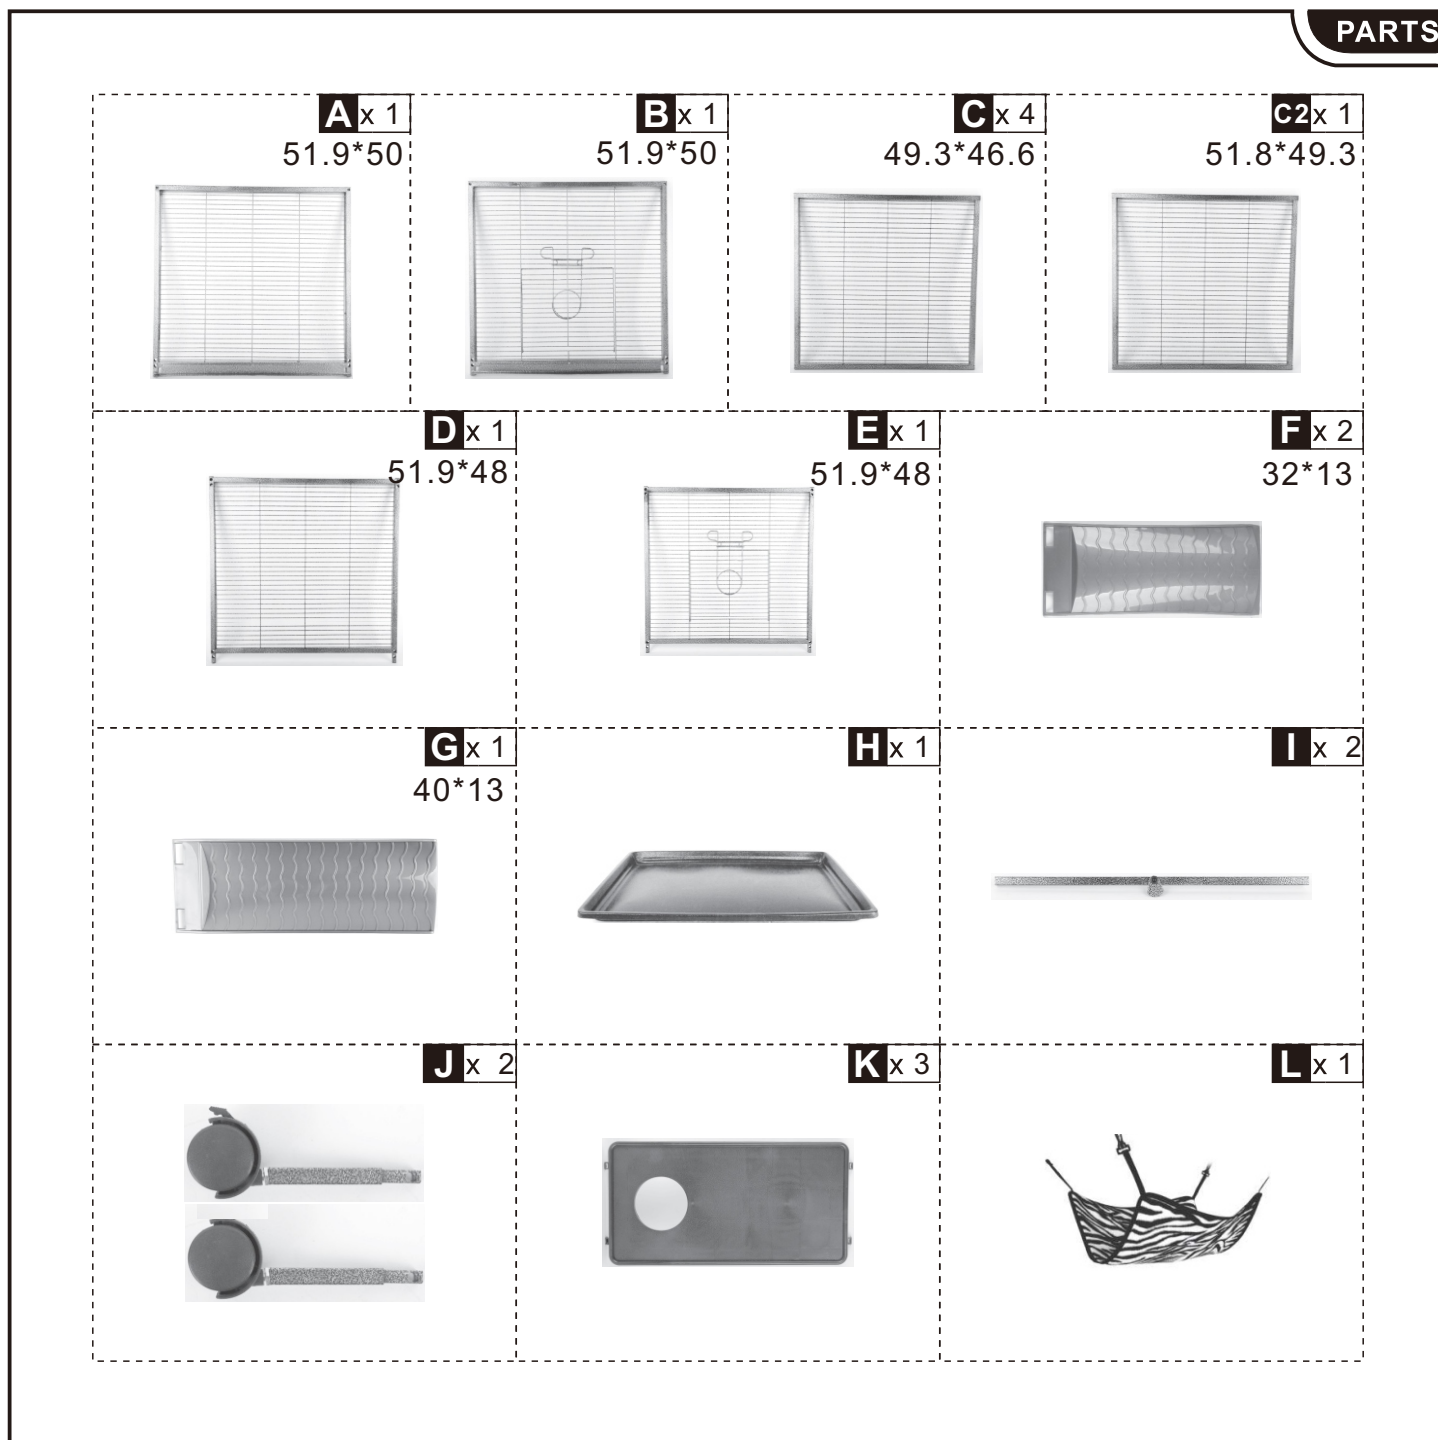 PARTS
A x 1
51.9*50
B x 1
51.9*50
C x 4
49.3*46.6
C2 x 1
51.8*49.3
D x 1
51.9*48
E x 1
51.9*48
F x 2
32*13
G x 1
40*13
H x 1
I x 2
J x 2
K x 3
L x 1